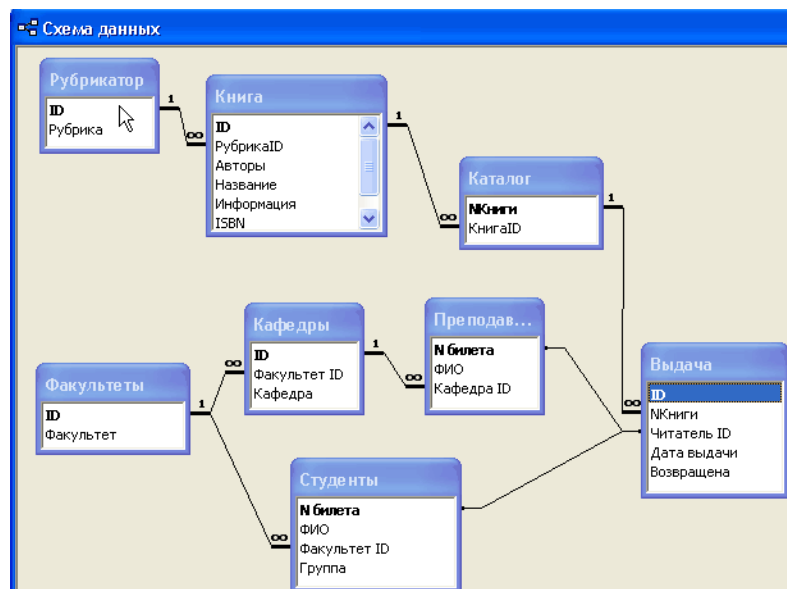 Схема данных
Рубрикатор
ID
Рубрика
1
∞
Книга
ID
РубрикаID
Авторы
Название
Информация
ISBN
1
∞
Каталог
NКниги
КнигаID
1
∞
Факультеты
ID
Факультет
1
∞
∞
Кафедры
ID
Факультет ID
Кафедра
1
∞
Преподав...
N билета
ФИО
Кафедра ID
Студенты
N билета
ФИО
Факультет ID
Группа
Выдача
ID
NКниги
Читатель ID
Дата выдачи
Возвращена